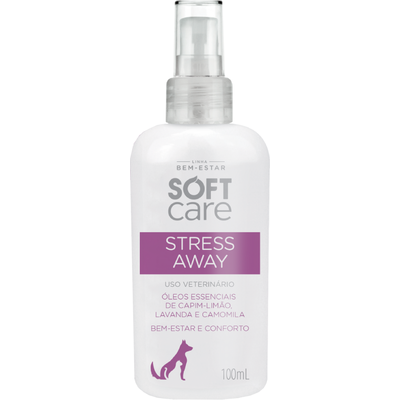 LINHA
BEM-ESTAR
SOFT
care
STRESS
AWAY
USO VETERINÁRIO
ÓLEOS ESSENCIAIS
DE CAPIM-LIMÃO,
LAVANDA E CAMOMILA
BEM-ESTAR E CONFORTO
100mL